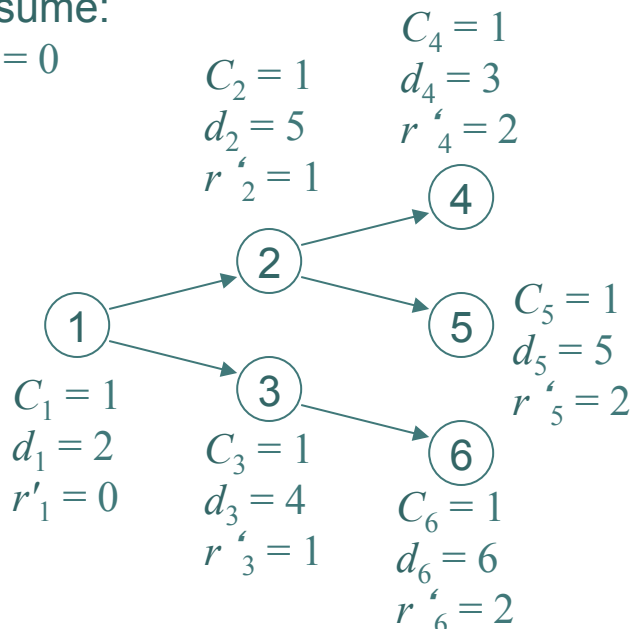 sume:
= 0
C₂ = 1
d₂ = 5
r ‘₂ = 1
C₄ = 1
d₄ = 3
r ‘₄ = 2
4
2
1
5
3
6
C₁ = 1
d₁ = 2
r'₁ = 0
C₃ = 1
d₃ = 4
r ‘₃ = 1
C₅ = 1
d₅ = 5
r ‘₅ = 2
C₆ = 1
d₆ = 6
r ‘₆ = 2